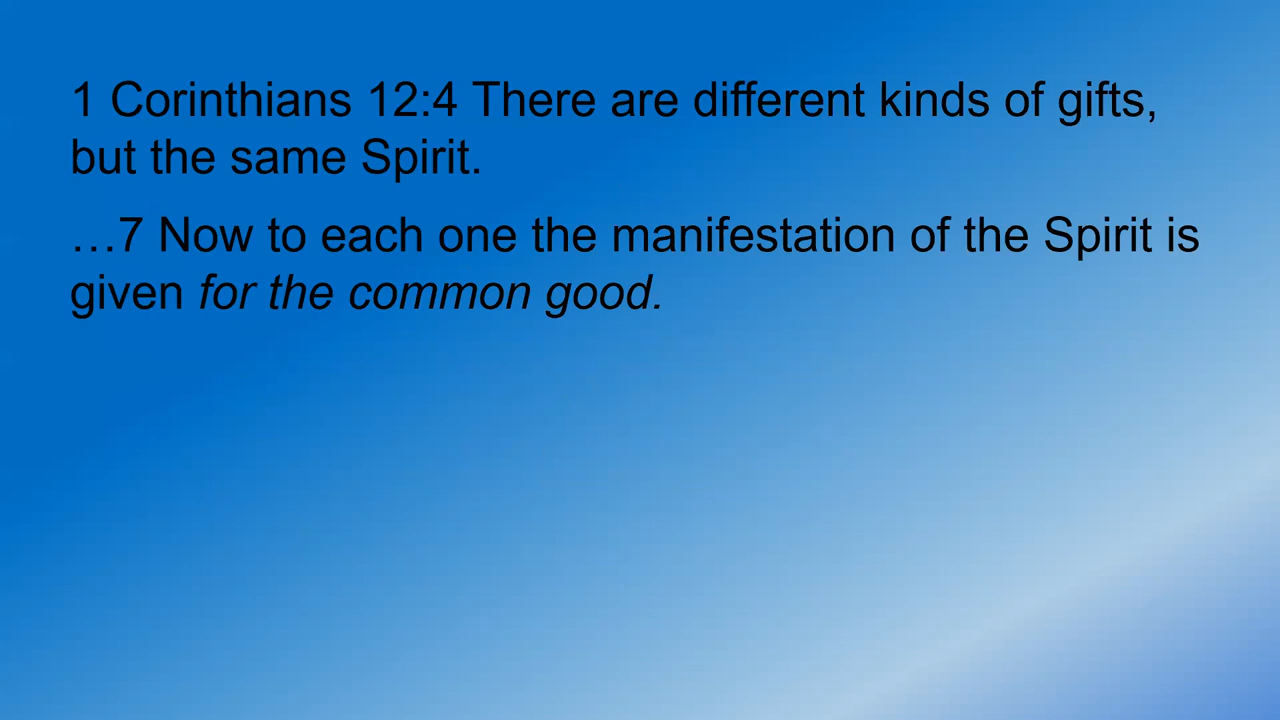 1 Corinthians 12:4 There are different kinds of gifts,
but the same Spirit.
…7 Now to each one the manifestation of the Spirit is
given for the common good.